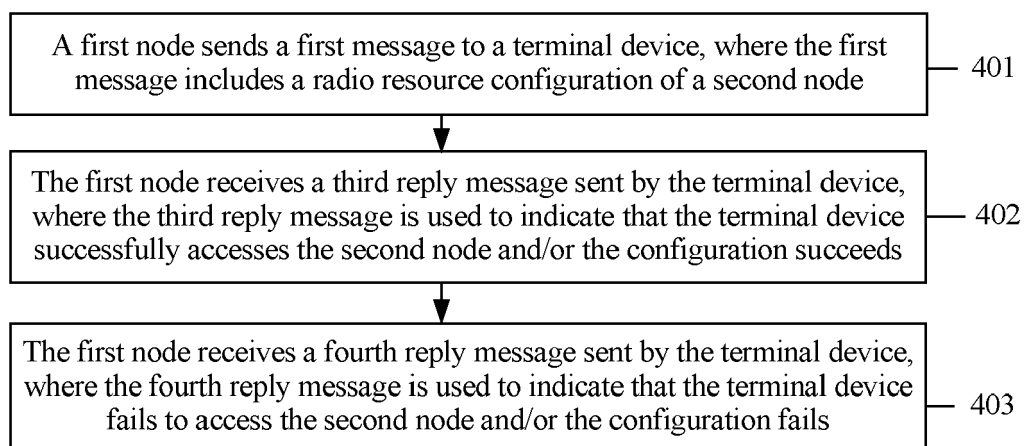 A first node sends a first message to a terminal device, where the first
message includes a radio resource configuration of a second node
401
The first node receives a third reply message sent by the terminal device,
where the third reply message is used to indicate that the terminal device
successfully accesses the second node and/or the configuration succeeds
402
The first node receives a fourth reply message sent by the terminal device,
where the fourth reply message is used to indicate that the terminal device
fails to access the second node and/or the configuration fails
403